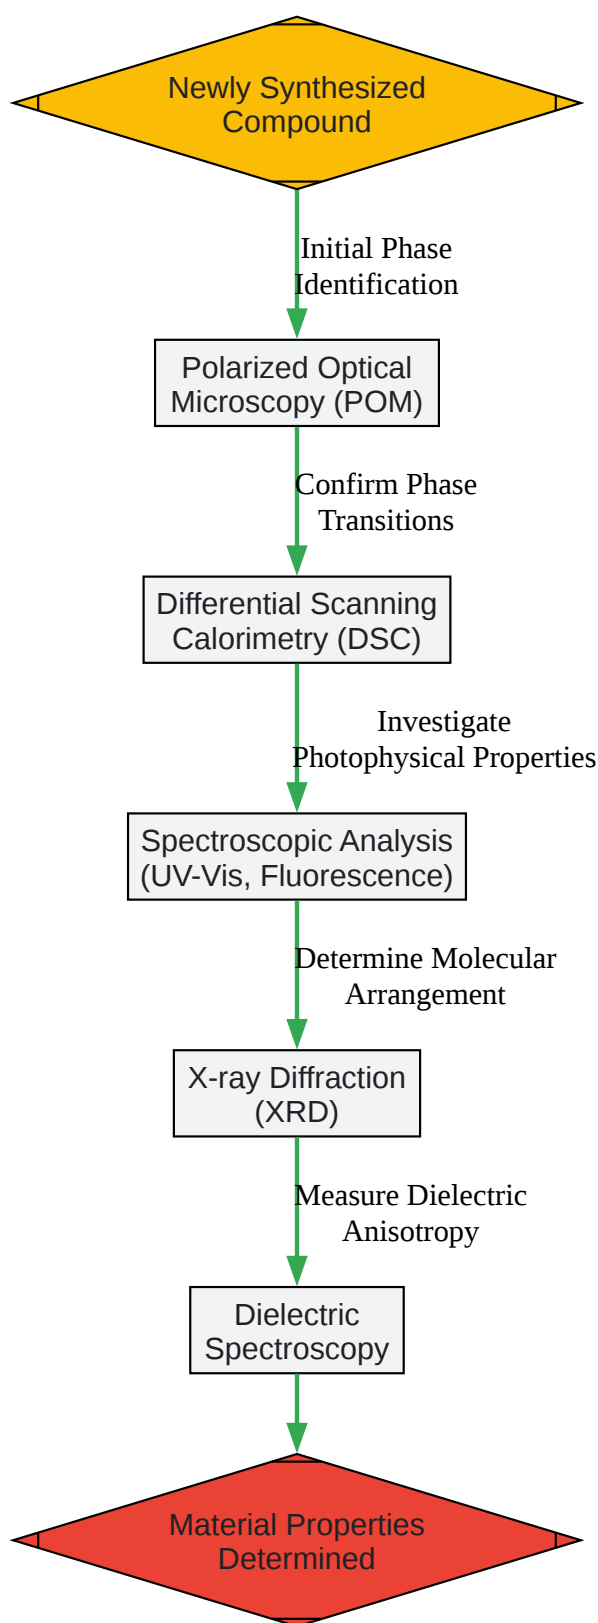 Newly Synthesized
Compound
Initial Phase
Identification
Polarized Optical
Microscopy (POM)
Confirm Phase
Transitions
Differential Scanning
Calorimetry (DSC)
Investigate
Photophysical Properties
Spectroscopic Analysis
(UV-Vis, Fluorescence)
Determine Molecular
Arrangement
X-ray Diffraction
(XRD)
Measure Dielectric
Anisotropy
Dielectric
Spectroscopy
Material Properties
Determined